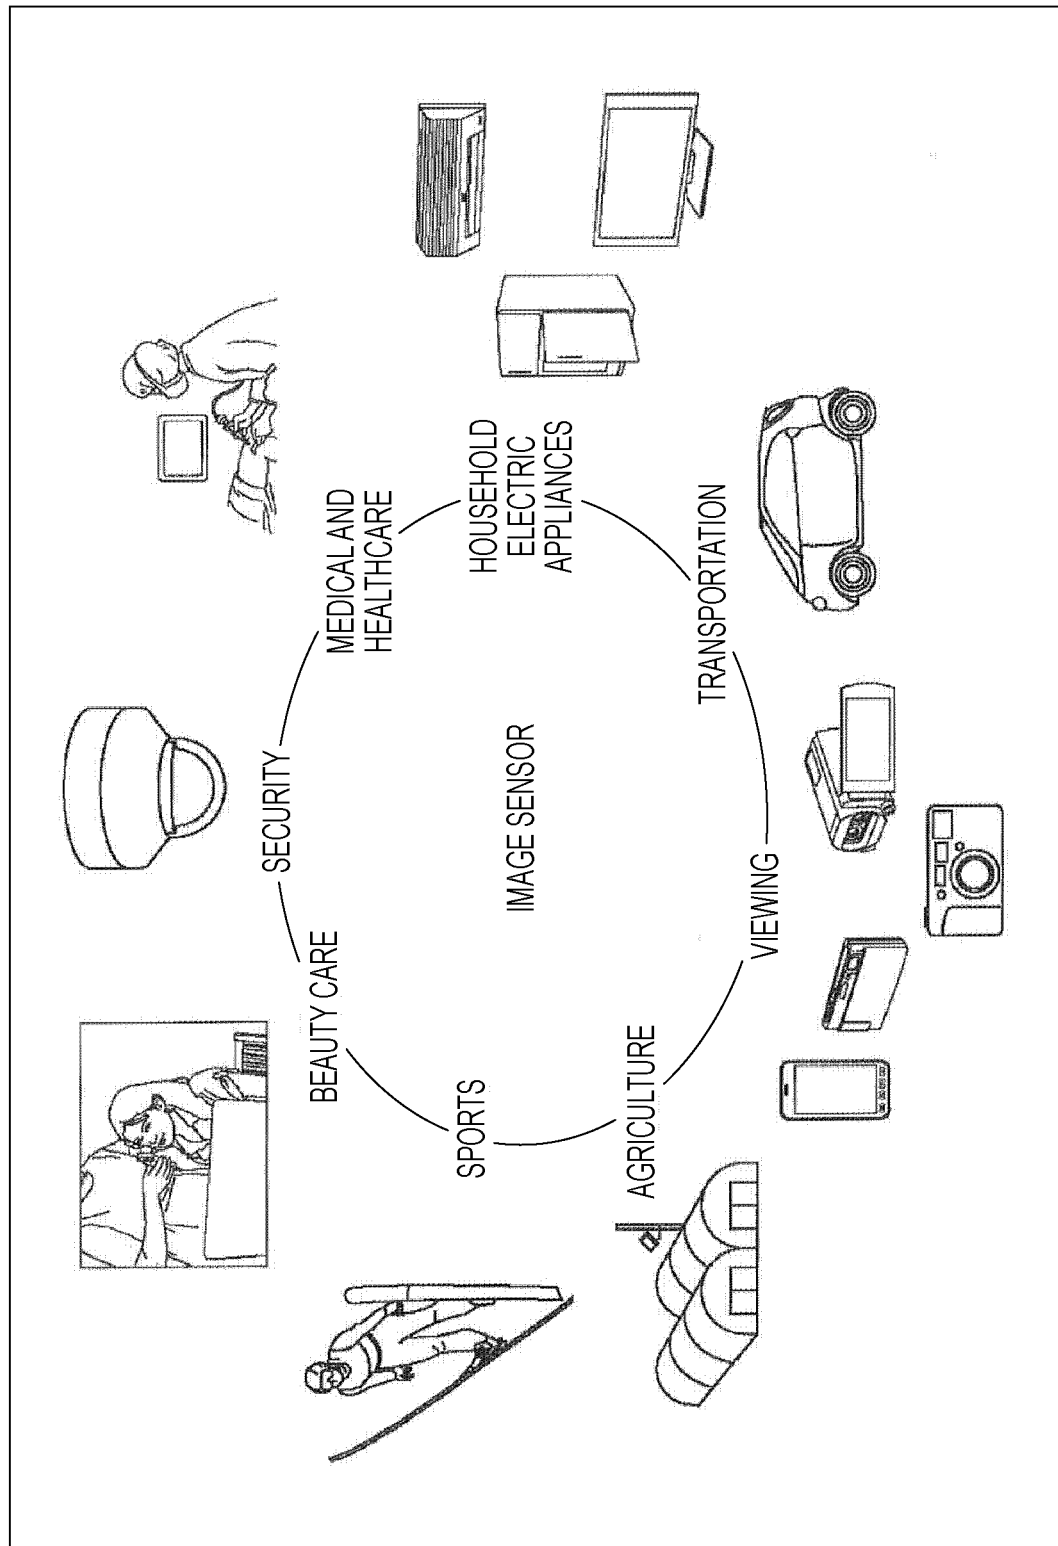 SECURITY
BEAUTY CARE
MEDICAL AND
HEALTHCARE
SPORTS
HOUSEHOLD
ELECTRIC
APPLIANCES
IMAGE SENSOR
AGRICULTURE
TRANSPORTATION
VIEWING